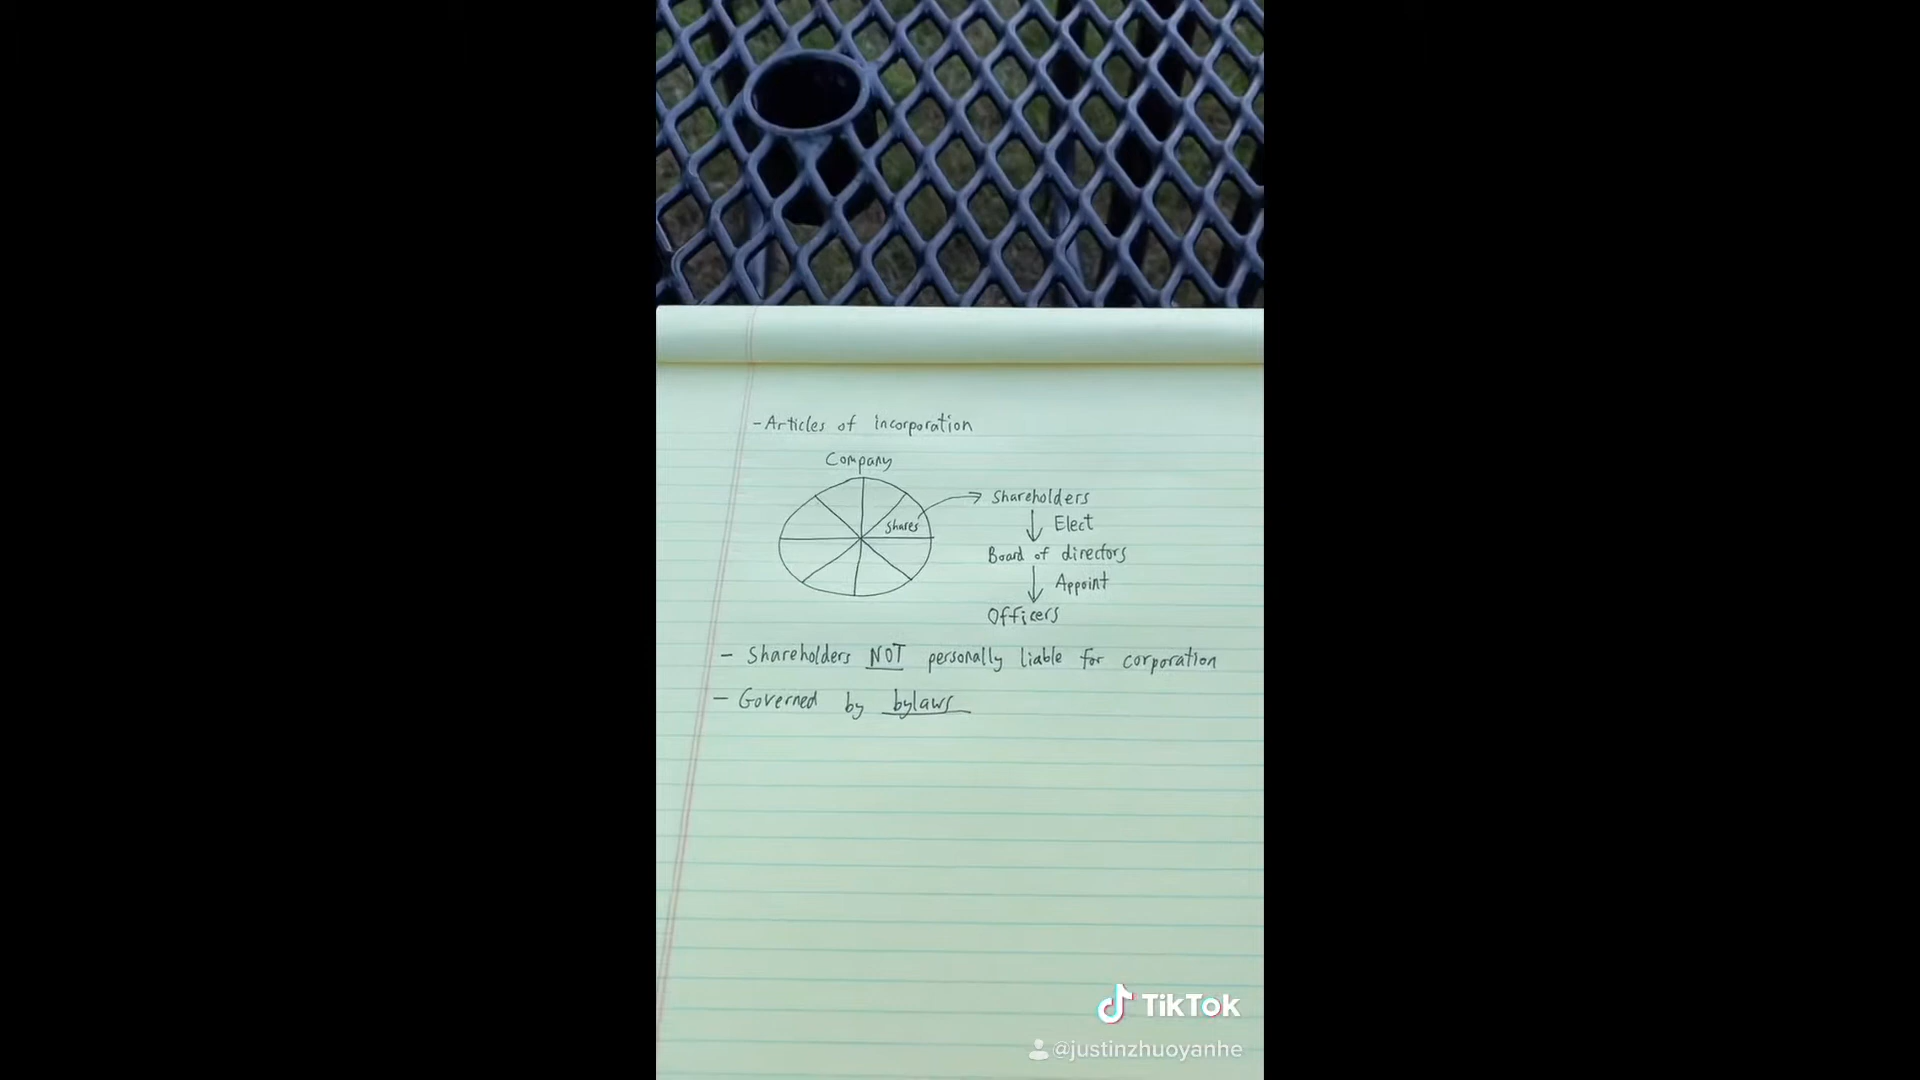 - Articles of incorporation
Company
Shares
Shareholders
Elect
Board of directors
Appoint
Officers
- Shareholders NOT personally liable for corporation
- Governed by bylaws
TikTok
@justinzhuoyanhe